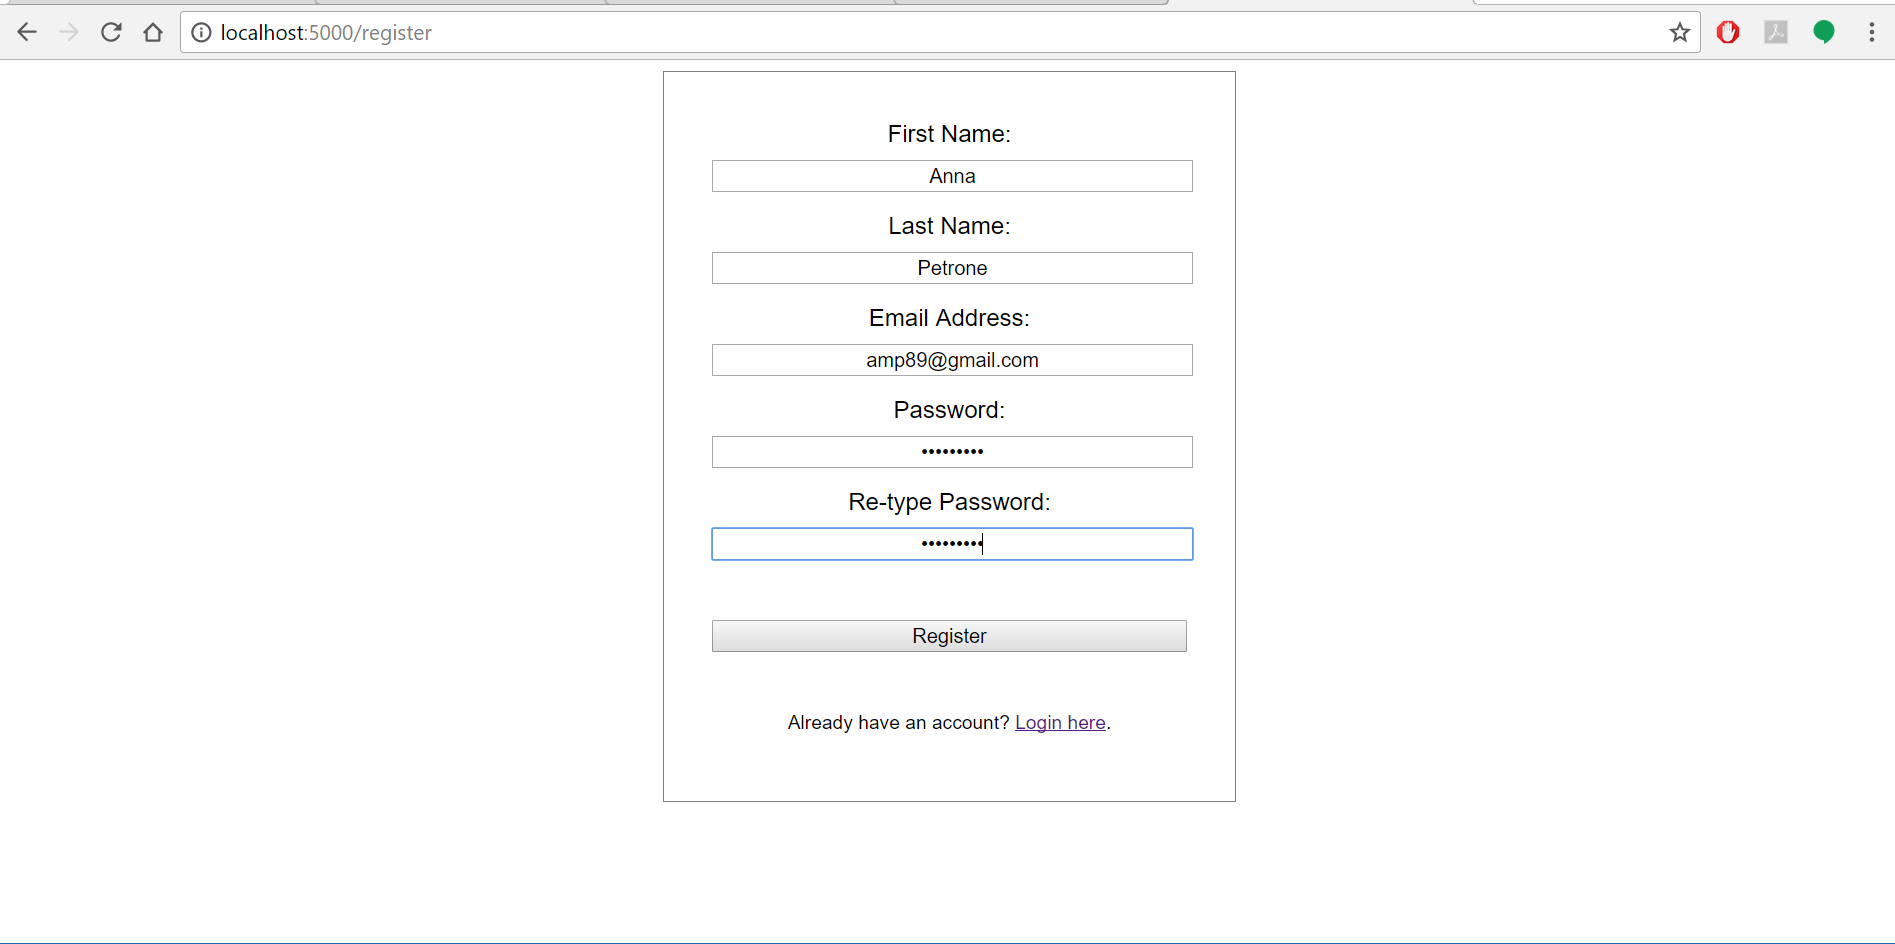 localhost:5000/register
First Name:
Anna
Last Name:
Petrone
Email Address:
amp89@gmail.com
Password:
•••••••••
Re-type Password:
•••••••••
Register
Already have an account? Login here.